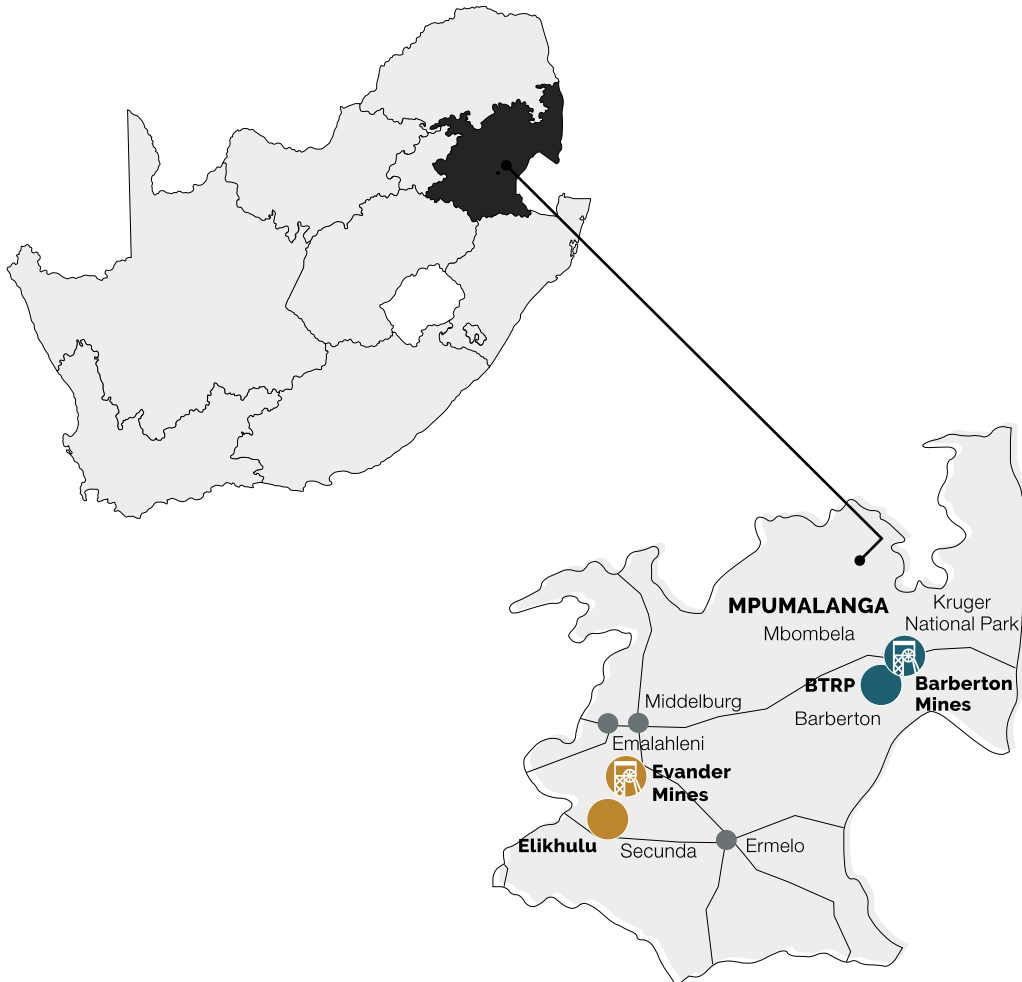 MPUMALANGA
Kruger
National Park
Mbombela
BTRP
Barberton
Mines
Middelburg
Barberton
Emalahleni
Evander
Mines
Elikhulu
Secunda
Ermelo